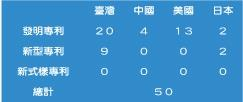 臺灣 中國 美國 日本
發明專利 20 4 13 2
新型專利 9 0 0 2
新式樣專利 0 0 0 0
總計 50